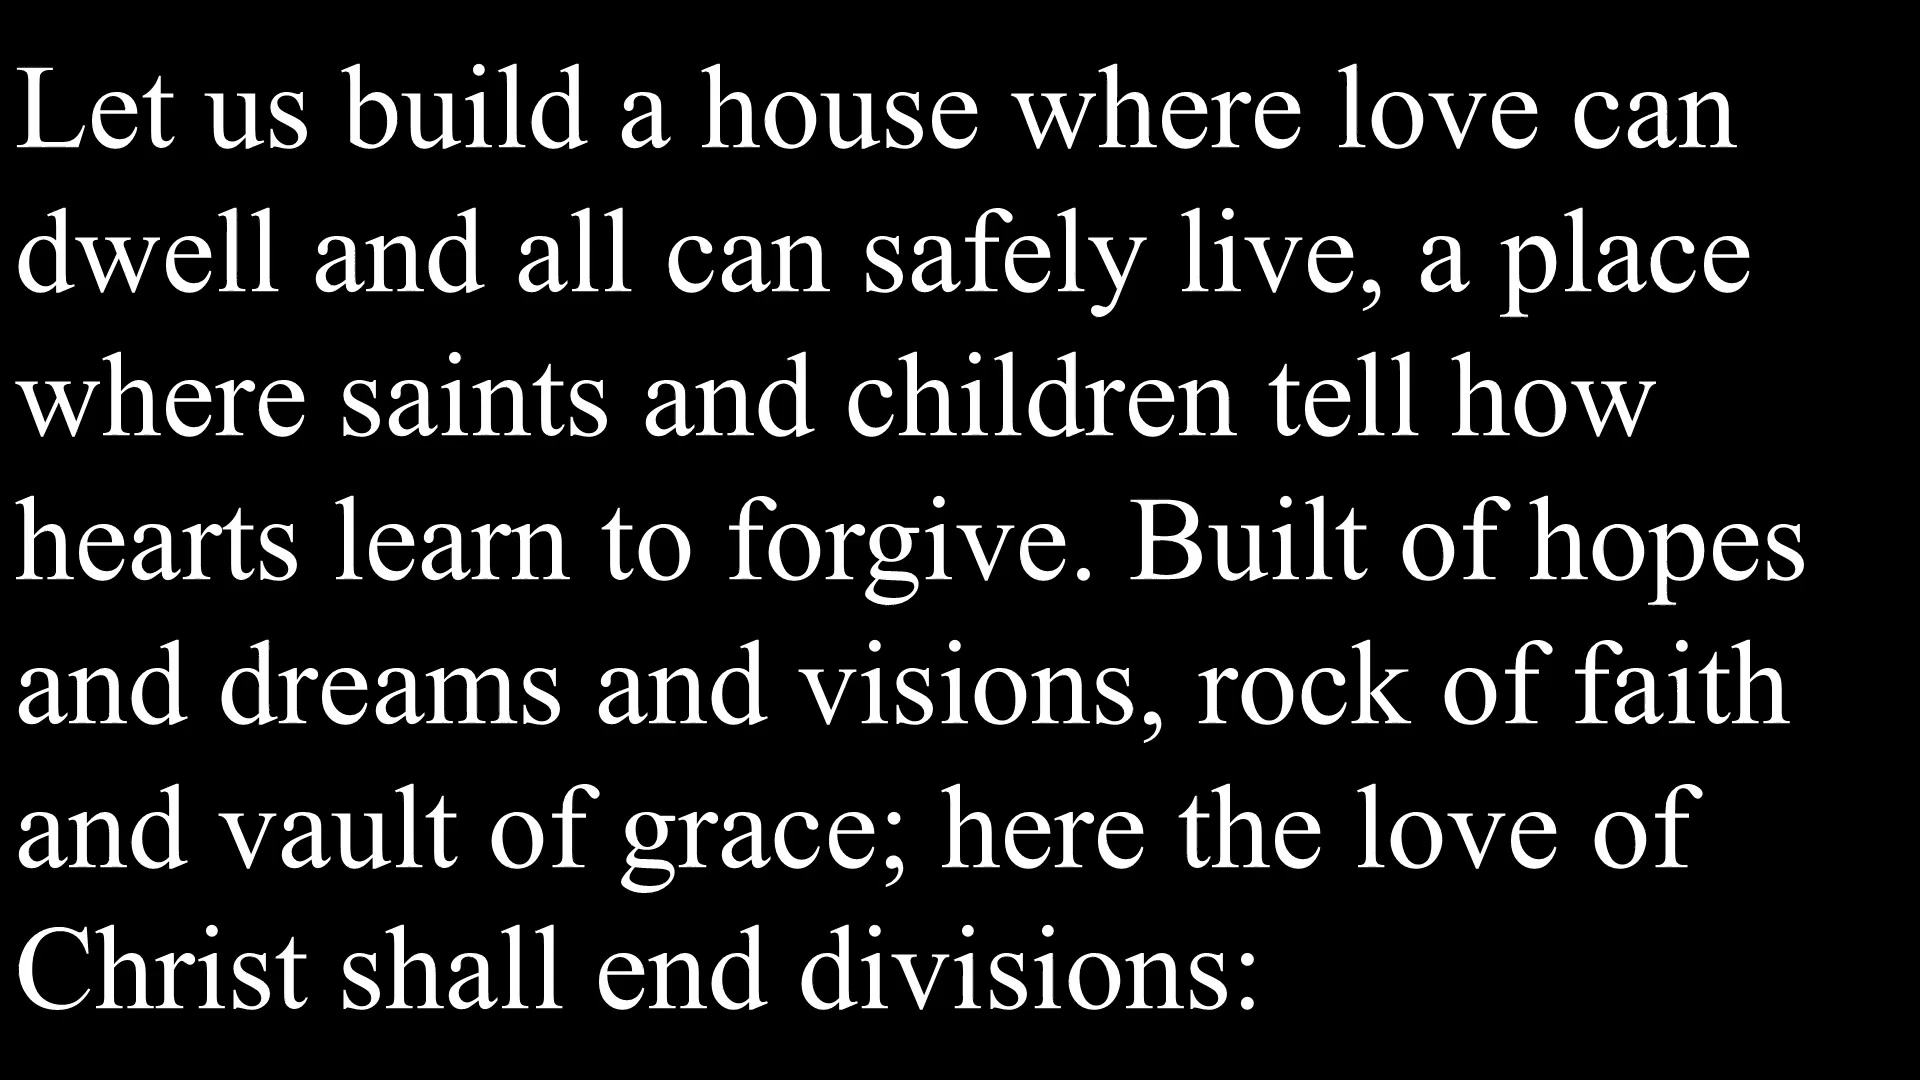 Let us build a house where love can
dwell and all can safely live, a place
where saints and children tell how
hearts learn to forgive. Built of hopes
and dreams and visions, rock of faith
and vault of grace; here the love of
Christ shall end divisions: